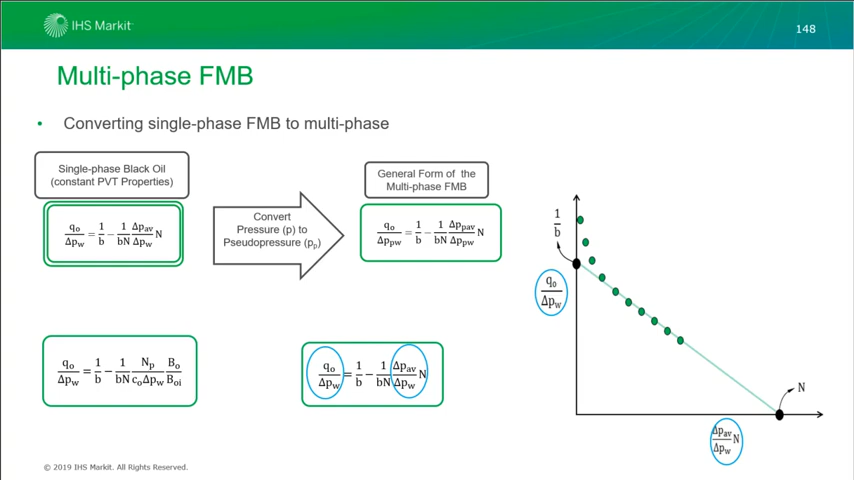 IHS Markit
148
Multi-phase FMB
• Converting single-phase FMB to multi-phase
Single-phase Black Oil
(constant PVT Properties)
q_o/Δp_w = 1/b − 1/bN Δp_av/Δp_w N
Convert
Pressure (p) to
Pseudopressure (p_p)
General Form of the
Multi-phase FMB
q_o/Δp_pw = 1/b − 1/bN Δp_pav/Δp_pw N
q_o/Δp_w = 1/b − 1/bN N_p/c_oΔp_w B_o/B_oi
q_o/Δp_w = 1/b − 1/bN Δp_av/Δp_w N
1/b
q_o/Δp_w
N
Δp_av/Δp_w N
© 2019 IHS Markit. All Rights Reserved.